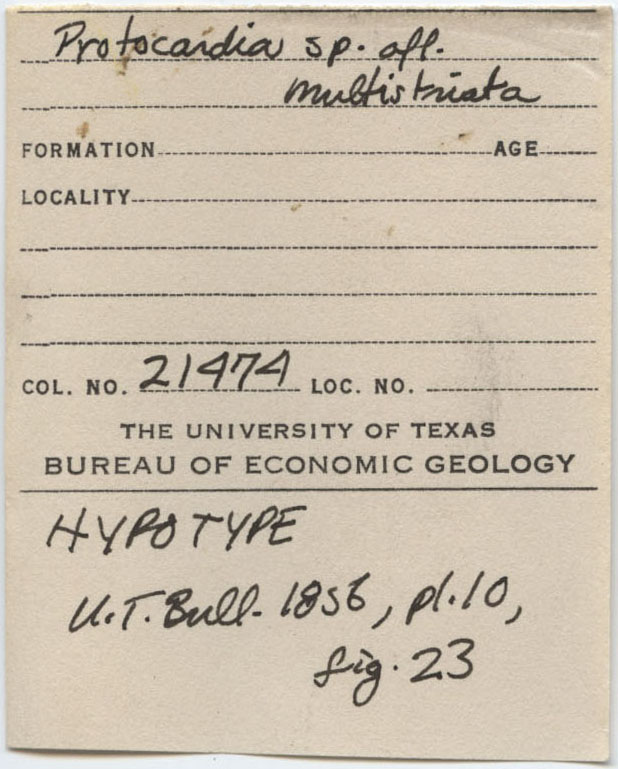 Protocardia sp. aff.
multistriata
FORMATION AGE
LOCALITY
COL. NO. 21474 LOC. NO.
THE UNIVERSITY OF TEXAS
BUREAU OF ECONOMIC GEOLOGY
HYPOTYPE
U.T. Bull. 1856, pl. 10,
fig. 23